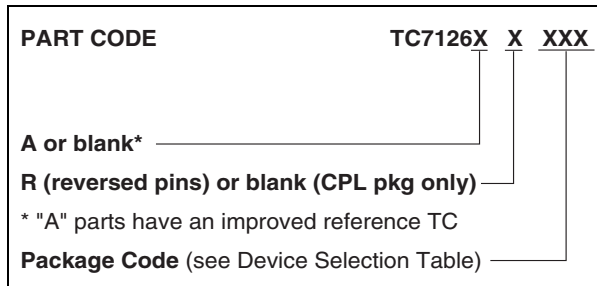 PART CODE TC7126X X XXX
A or blank*
R (reversed pins) or blank (CPL pkg only)
* "A" parts have an improved reference TC
Package Code (see Device Selection Table)